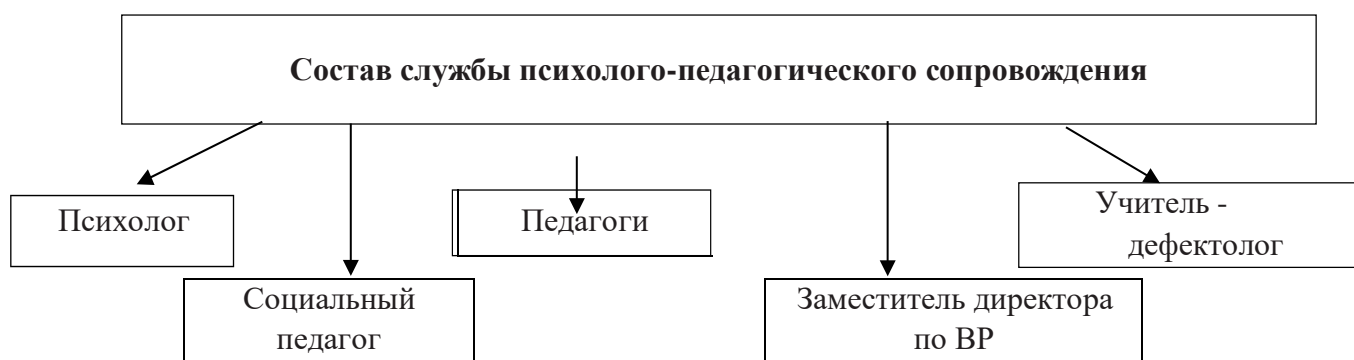 Состав службы психолого-педагогического сопровождения
Психолог
Педагоги
Учитель -
дефектолог
Социальный
педагог
Заместитель директора
по ВР